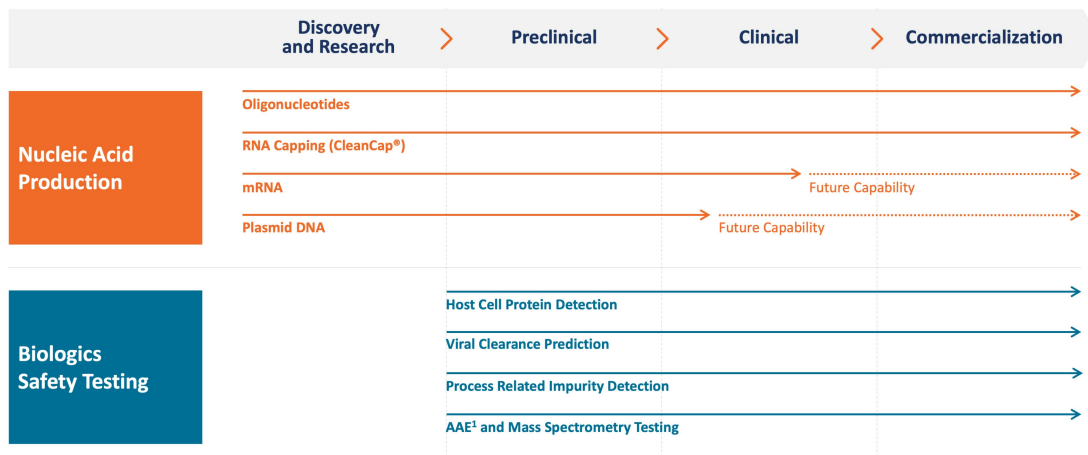 Discovery
and Research
Preclinical
Clinical
Commercialization
Nucleic Acid
Production
Oligonucleotides
RNA Capping (CleanCap®)
mRNA
Future Capability
Plasmid DNA
Future Capability
Biologics
Safety Testing
Host Cell Protein Detection
Viral Clearance Prediction
Process Related Impurity Detection
AAE¹ and Mass Spectrometry Testing